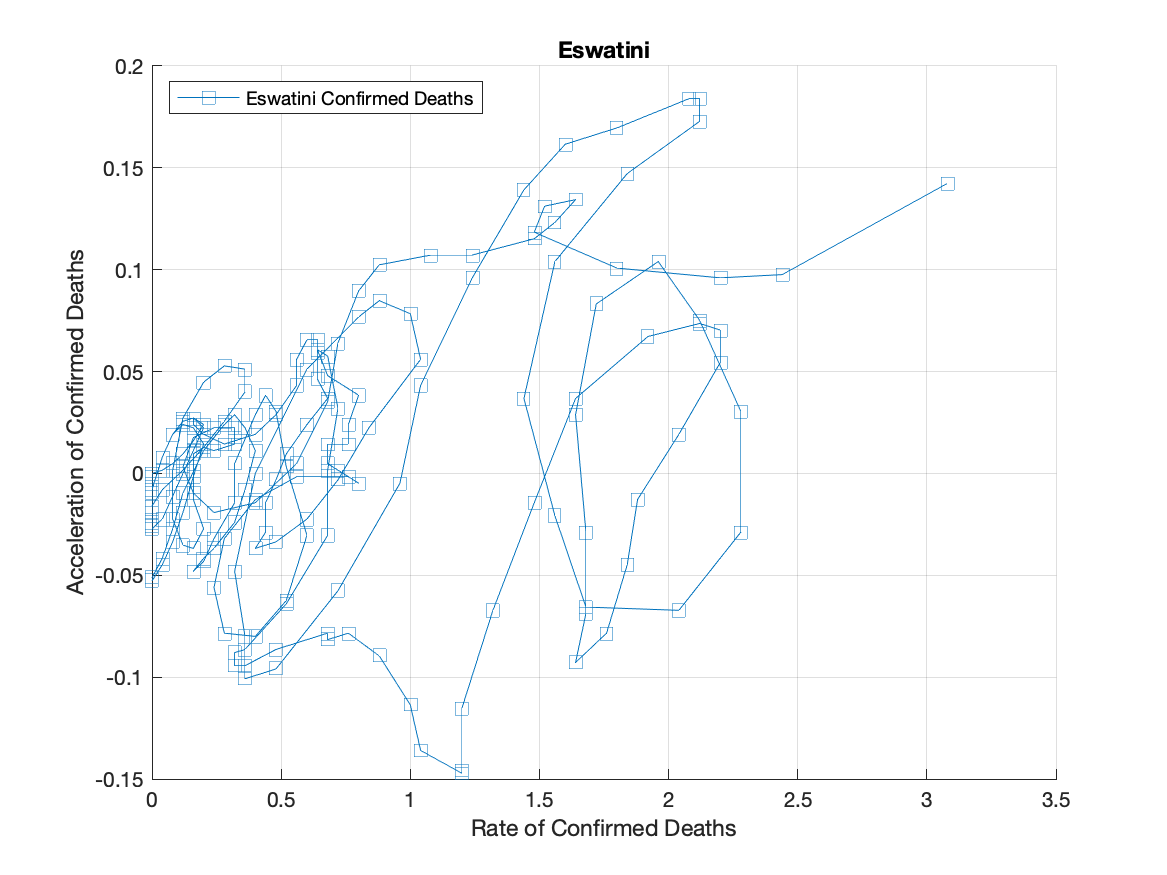 Eswatini
Eswatini Confirmed Deaths
Acceleration of Confirmed Deaths
0.2
0.15
0.1
0.05
0
-0.05
-0.1
-0.15
0 0.5 1 1.5 2 2.5 3 3.5
Rate of Confirmed Deaths